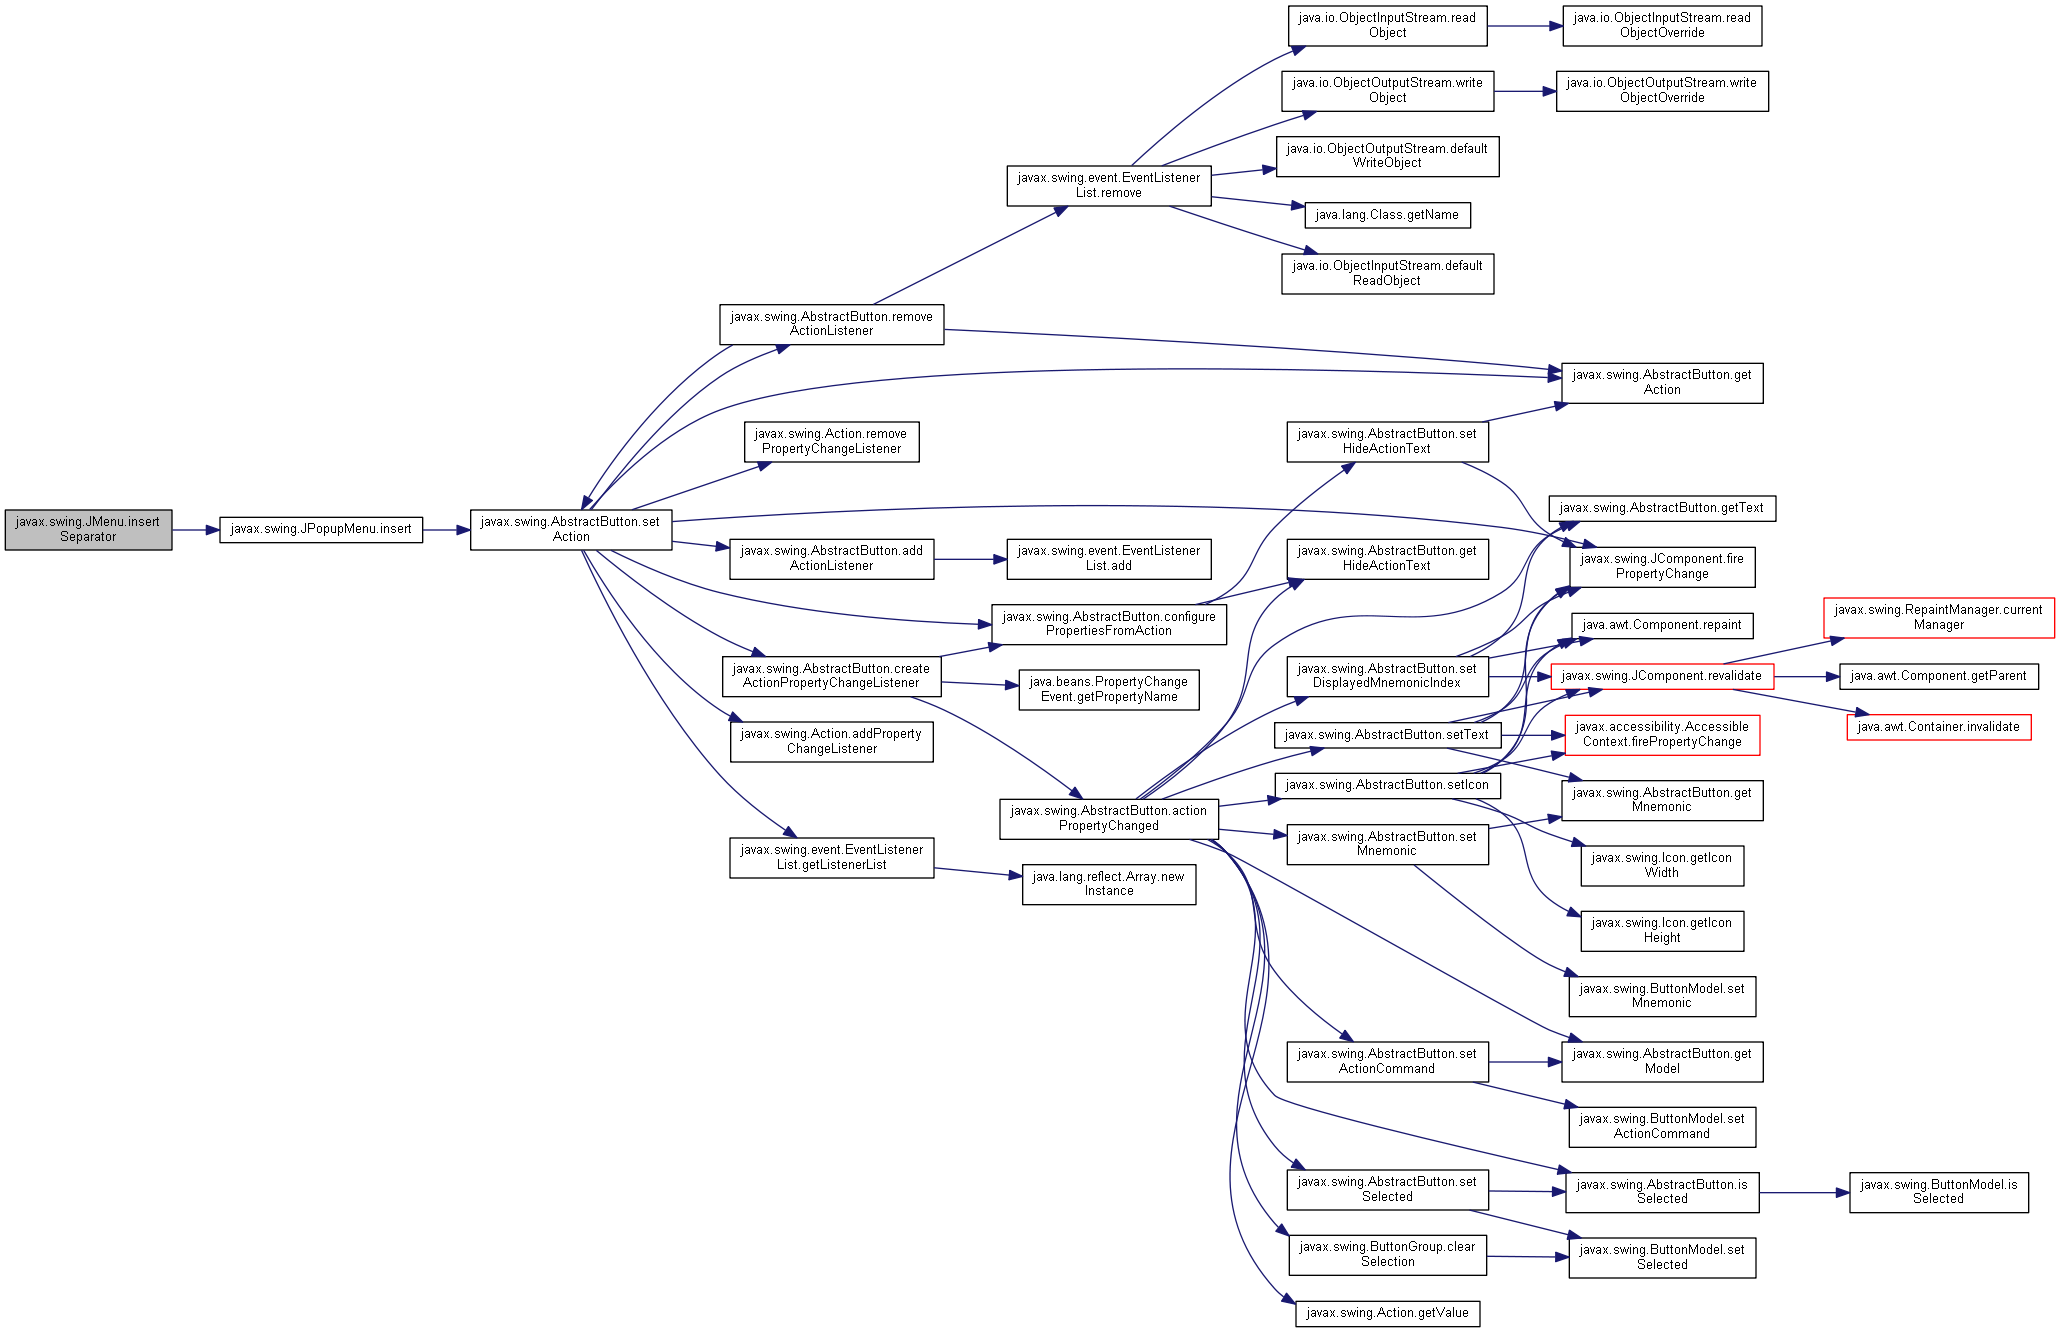 javax.swing.JMenu.insert
Separator
javax.swing.JPopupMenu.insert
javax.swing.AbstractButton.set
Action
javax.swing.AbstractButton.remove
ActionListener
javax.swing.Action.remove
PropertyChangeListener
javax.swing.AbstractButton.add
ActionListener
javax.swing.AbstractButton.create
ActionPropertyChangeListener
javax.swing.Action.addProperty
ChangeListener
javax.swing.event.EventListener
List.getListenerList
javax.swing.event.EventListener
List.remove
javax.swing.event.EventListener
List.add
javax.swing.AbstractButton.configure
PropertiesFromAction
java.beans.PropertyChange
Event.getPropertyName
javax.swing.AbstractButton.action
PropertyChanged
java.lang.reflect.Array.new
Instance
java.io.ObjectInputStream.read
Object
java.io.ObjectOutputStream.write
Object
java.io.ObjectOutputStream.default
WriteObject
java.lang.Class.getName
java.io.ObjectInputStream.default
ReadObject
javax.swing.AbstractButton.set
HideActionText
javax.swing.AbstractButton.get
HideActionText
javax.swing.AbstractButton.set
DisplayedMnemonicIndex
javax.swing.AbstractButton.setText
javax.swing.AbstractButton.setIcon
javax.swing.AbstractButton.set
Mnemonic
javax.swing.AbstractButton.set
ActionCommand
javax.swing.AbstractButton.set
Selected
javax.swing.ButtonGroup.clear
Selection
javax.swing.Action.getValue
java.io.ObjectInputStream.read
ObjectOverride
java.io.ObjectOutputStream.write
ObjectOverride
javax.swing.AbstractButton.get
Action
javax.swing.AbstractButton.getText
javax.swing.JComponent.fire
PropertyChange
java.awt.Component.repaint
javax.swing.JComponent.revalidate
javax.accessibility.Accessible
Context.firePropertyChange
javax.swing.AbstractButton.get
Mnemonic
javax.swing.Icon.getIcon
Width
javax.swing.Icon.getIcon
Height
javax.swing.ButtonModel.set
Mnemonic
javax.swing.AbstractButton.get
Model
javax.swing.ButtonModel.set
ActionCommand
javax.swing.AbstractButton.is
Selected
javax.swing.ButtonModel.set
Selected
javax.swing.RepaintManager.current
Manager
java.awt.Component.getParent
java.awt.Container.invalidate
javax.swing.ButtonModel.is
Selected